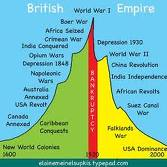 British Empire
World War I
Boer War
Africa Seized
Crimean War
India Conquered
Opium Wars
Depression 1848
Napoleonic
Wars
Australia
Annexed
USA Revolt
Canada
Annexed
Caribbean
Conquests
New World Colonies
1600
BANKRUPTCY
1920
Depression 1930
World War II
China Revolution
India Independence
African Revolts
Suez Canal
War
Falklands
War
USA Dominance
2000
elainemeinelsupkis.typepad.com